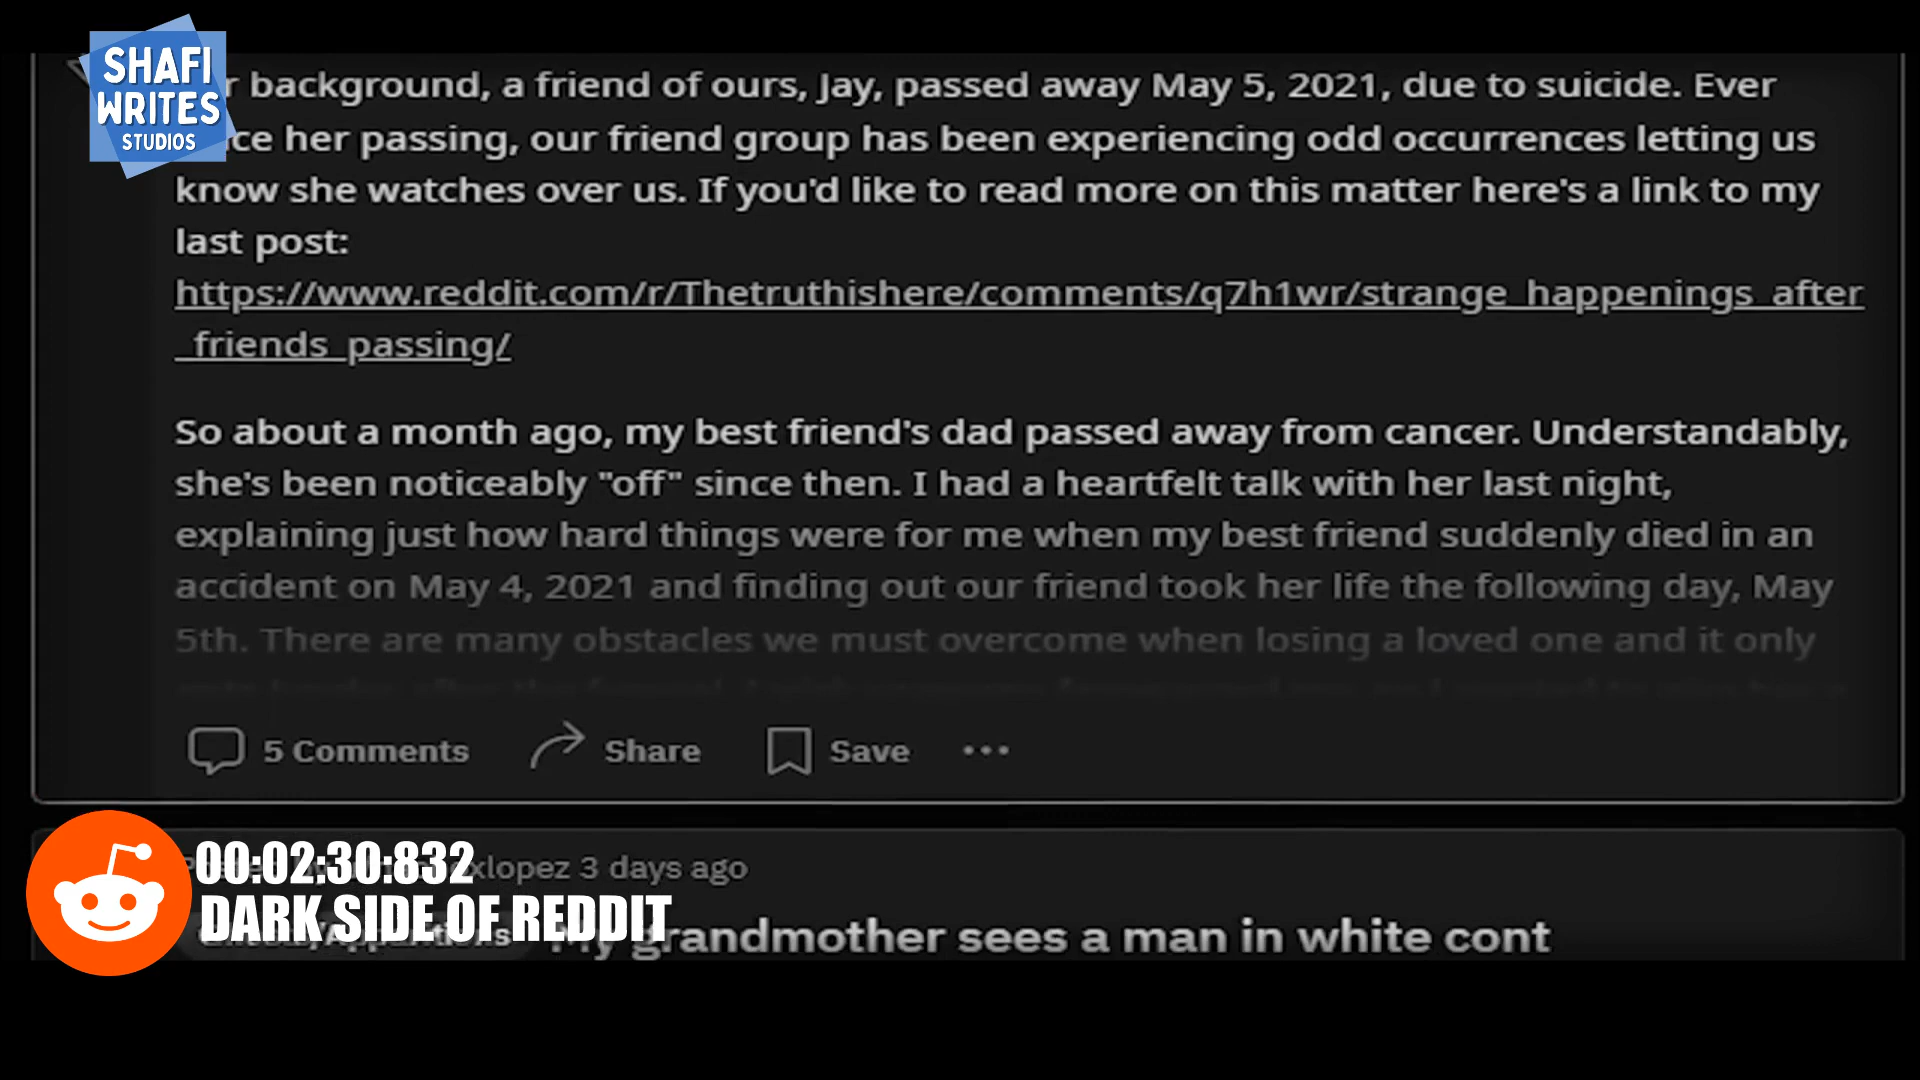 SHAFI
WRITES
STUDIOS
r background, a friend of ours, Jay, passed away May 5, 2021, due to suicide. Ever
ce her passing, our friend group has been experiencing odd occurrences letting us
know she watches over us. If you'd like to read more on this matter here's a link to my
last post:
https://www.reddit.com/r/Thetruthishere/comments/q7h1wr/strange_happenings_after
_friends_passing/
So about a month ago, my best friend's dad passed away from cancer. Understandably,
she's been noticeably "off" since then. I had a heartfelt talk with her last night,
explaining just how hard things were for me when my best friend suddenly died in an
accident on May 4, 2021 and finding out our friend took her life the following day, May
5th. There are many obstacles we must overcome when losing a loved one and it only
5 Comments Share Save
00:02:30:832
xlopez 3 days ago
DARK SIDE OF REDDIT
My grandmother sees a man in white cont